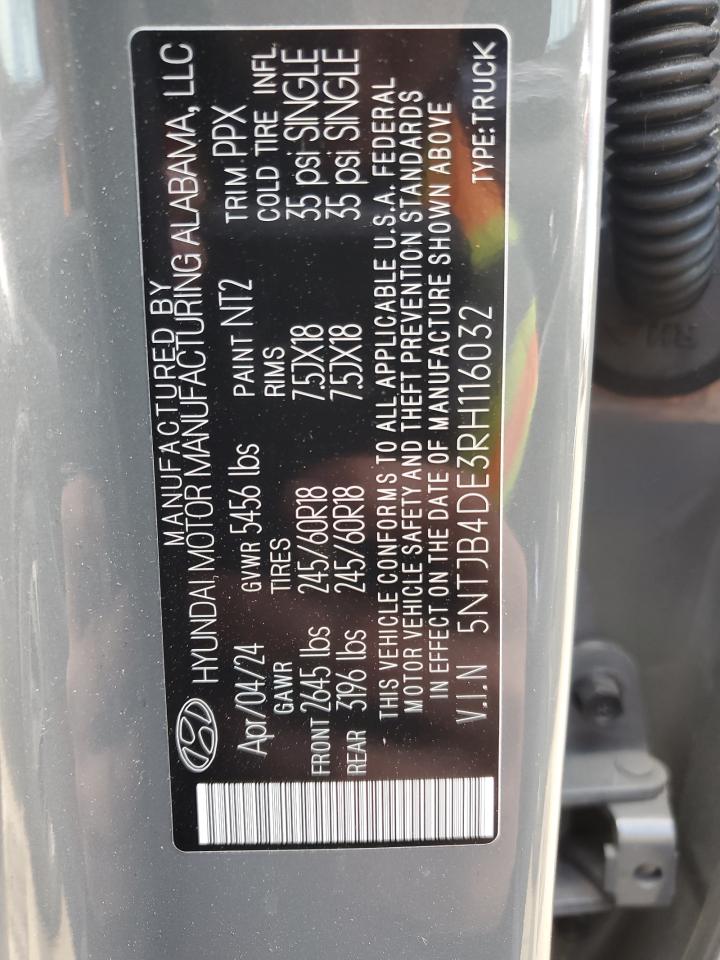 MANUFACTURED BY
HYUNDAI MOTOR MANUFACTURING ALABAMA, LLC
Apr/04/24 GVWR 5456 lbs PAINT NT2 TRIM PPX
GAWR TIRES RIMS COLD TIRE INFL
FRONT 2645 lbs 245/60R18 7.5JX18 35 psi SINGLE
REAR 3196 lbs 245/60R18 7.5JX18 35 psi SINGLE
THIS VEHICLE CONFORMS TO ALL APPLICABLE U.S.A. FEDERAL
MOTOR VEHICLE SAFETY AND THEFT PREVENTION STANDARDS
IN EFFECT ON THE DATE OF MANUFACTURE SHOWN ABOVE
V.I.N 5NTJB4DE3RH116032 TYPE:TRUCK